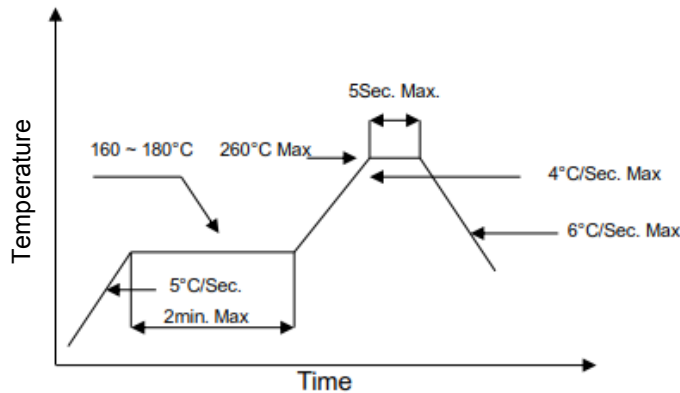 5Sec. Max.
160 ~ 180°C
260°C Max
4°C/Sec. Max
6°C/Sec. Max
5°C/Sec.
2min. Max
Temperature
Time